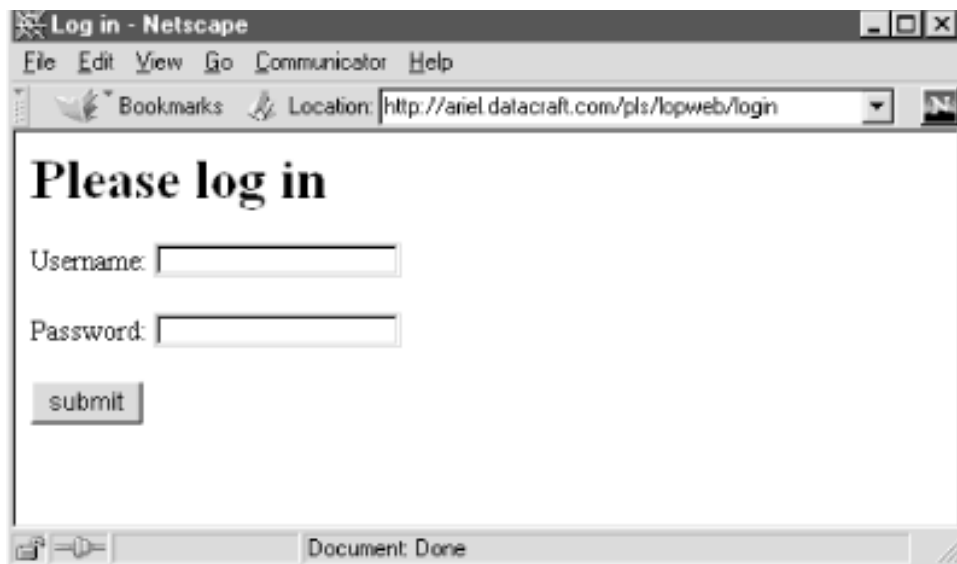 Log in - Netscape
File Edit View Go Communicator Help
Bookmarks Location: http://ariel.datacraft.com/pls/lopweb/login N
Please log in
Username:
Password:
submit
Document: Done